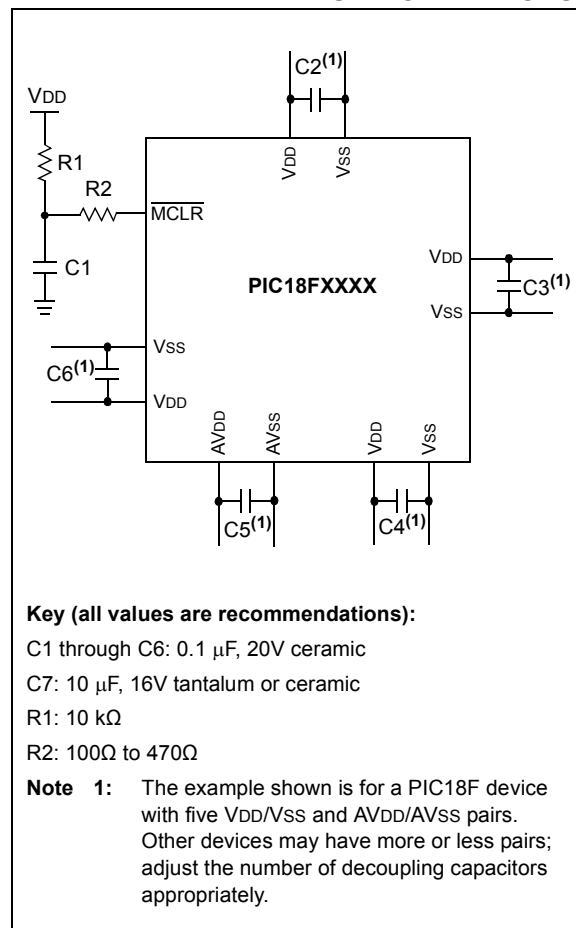 C2(1)
VDD
R1
R2
C1
MCLR
VDD
VSS
PIC18FXXXX
VDD
VSS
C3(1)
VSS
VDD
C6(1)
AVDD
AVSS
VDD
VSS
C5(1)
C4(1)
Key (all values are recommendations):
C1 through C6: 0.1 μF, 20V ceramic
C7: 10 μF, 16V tantalum or ceramic
R1: 10 kΩ
R2: 100Ω to 470Ω
Note 1: The example shown is for a PIC18F device
with five VDD/VSS and AVDD/AVSS pairs.
Other devices may have more or less pairs;
adjust the number of decoupling capacitors
appropriately.